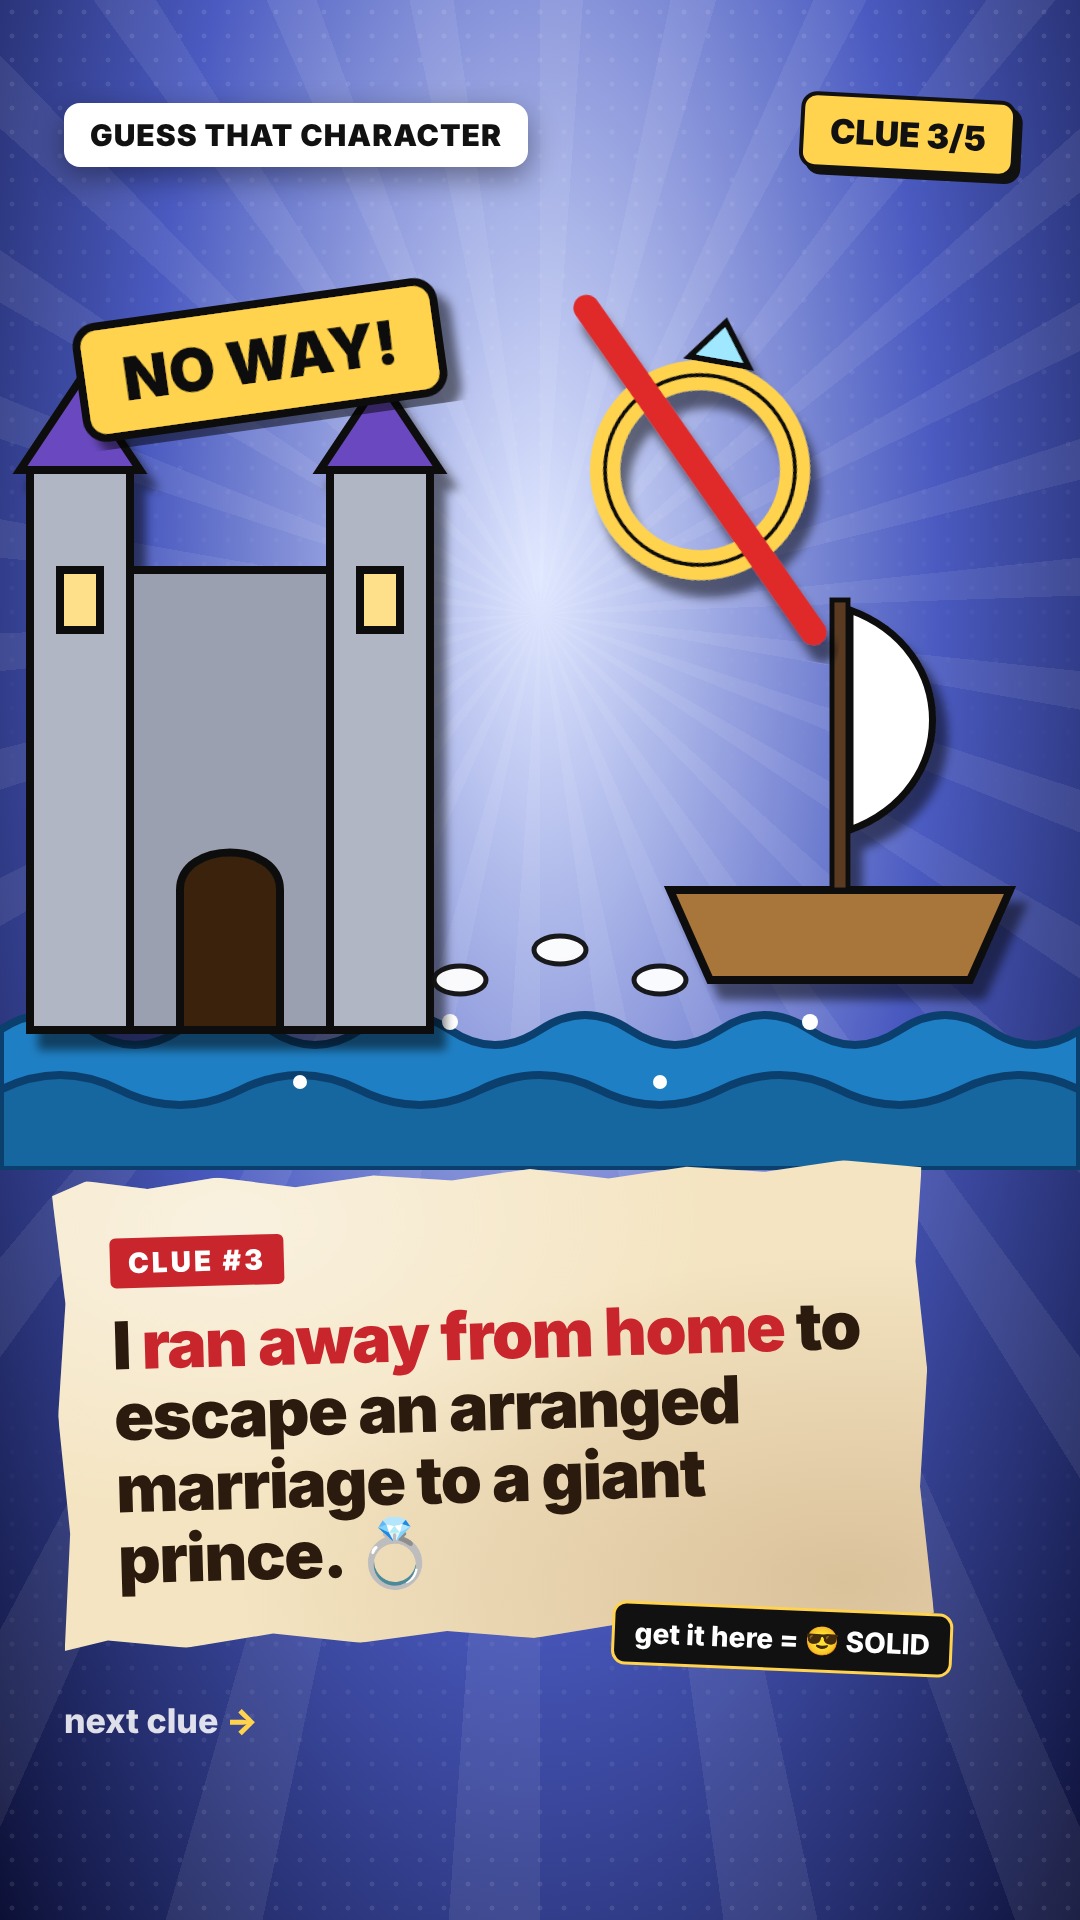 GUESS THAT CHARACTER
CLUE 3/5
NO WAY!
CLUE #3
I ran away from home to
escape an arranged
marriage to a giant
prince. 💍
get it here = 😎 SOLID
next clue →